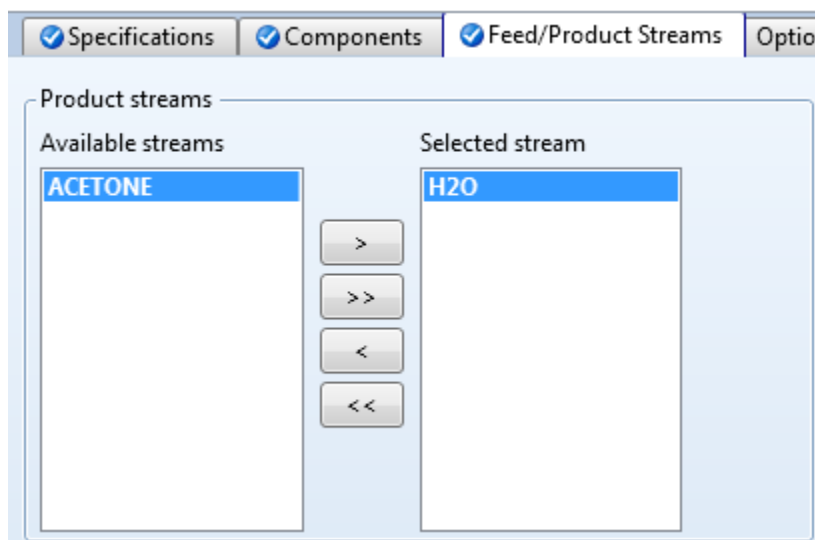 Specifications Components Feed/Product Streams Optio
Product streams
Available streams Selected stream
ACETONE H2O
>
>>
<
<<